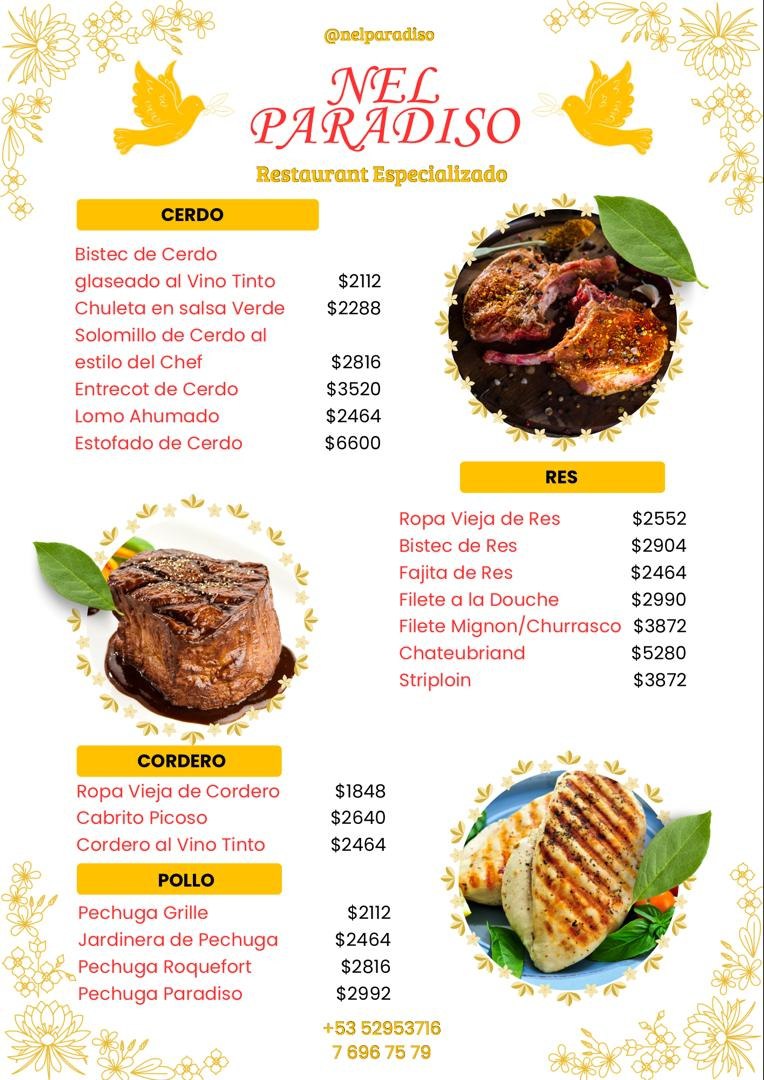 @nelparadiso
NEL
PARADISO
Restaurant Especializado
CERDO
Bistec de Cerdo
glaseado al Vino Tinto $2112
Chuleta en salsa Verde $2288
Solomillo de Cerdo al
estilo del Chef $2816
Entrecot de Cerdo $3520
Lomo Ahumado $2464
Estofado de Cerdo $6600
RES
Ropa Vieja de Res $2552
Bistec de Res $2904
Fajita de Res $2464
Filete a la Douche $2990
Filete Mignon/Churrasco $3872
Chateubriand $5280
Striploin $3872
CORDERO
Ropa Vieja de Cordero $1848
Cabrito Picoso $2640
Cordero al Vino Tinto $2464
POLLO
Pechuga Grille $2112
Jardinera de Pechuga $2464
Pechuga Roquefort $2816
Pechuga Paradiso $2992
+53 52953716
7 696 75 79